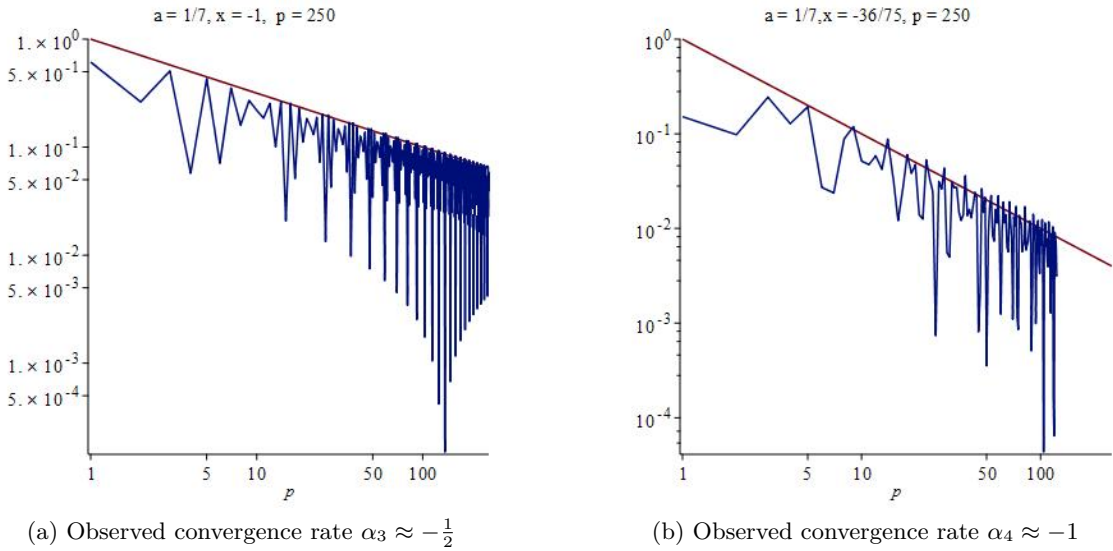 a = 1/7, x = -1, p = 250
1. × 10^0
5. × 10^-1
1. × 10^-1
5. × 10^-2
1. × 10^-2
5. × 10^-3
1. × 10^-3
5. × 10^-4
1 5 10 50 100
p
(a) Observed convergence rate α₃ ≈ −1/2
a = 1/7,x = -36/75, p = 250
10^0
10^-1
10^-2
10^-3
10^-4
1 5 10 50 100
p
(b) Observed convergence rate α₄ ≈ −1